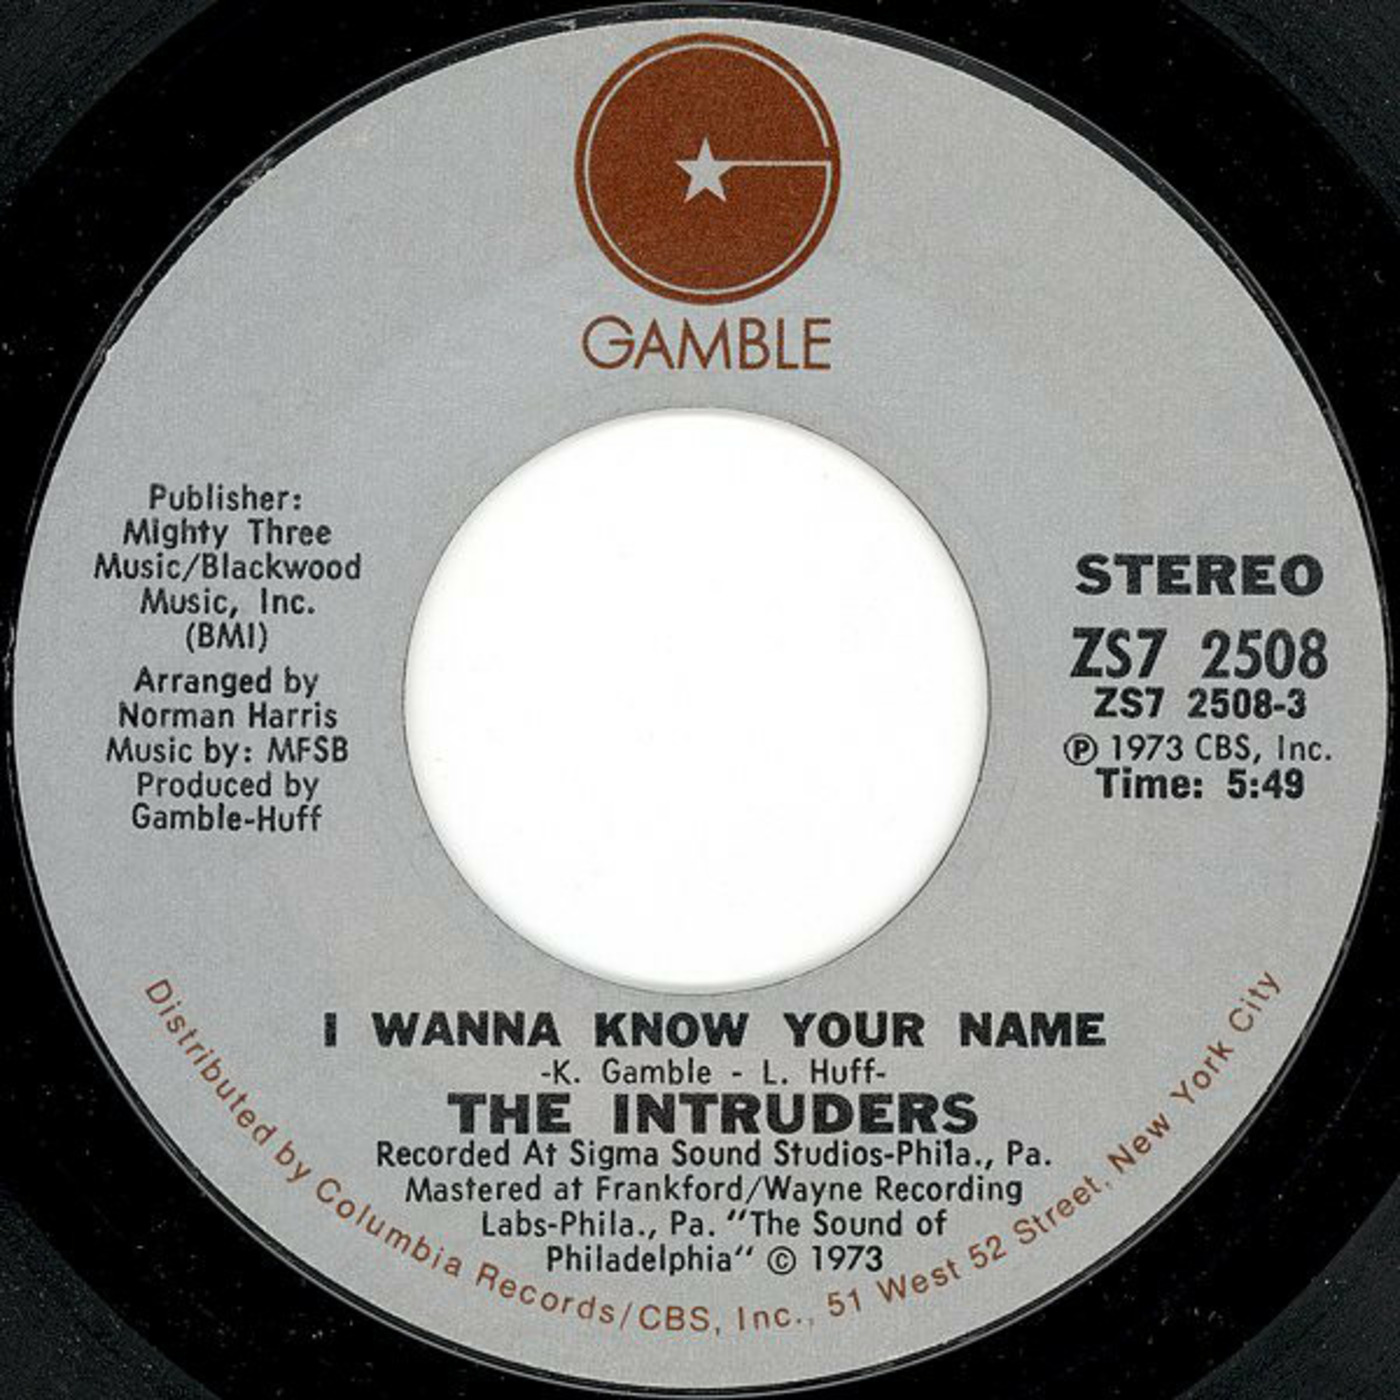 GAMBLE
Publisher:
Mighty Three
Music/Blackwood
Music, Inc.
(BMI)
Arranged by
Norman Harris
Music by: MFSB
Produced by
Gamble-Huff
STEREO
ZS7 2508
ZS7 2508-3
Ⓟ 1973 CBS, Inc.
Time: 5:49
I WANNA KNOW YOUR NAME
-K. Gamble - L. Huff-
THE INTRUDERS
Recorded At Sigma Sound Studios-Phila., Pa.
Mastered at Frankford/Wayne Recording
Labs-Phila., Pa. "The Sound of
Philadelphia" © 1973
Distributed by Columbia Records/CBS, Inc., 51 West 52 Street, New York City